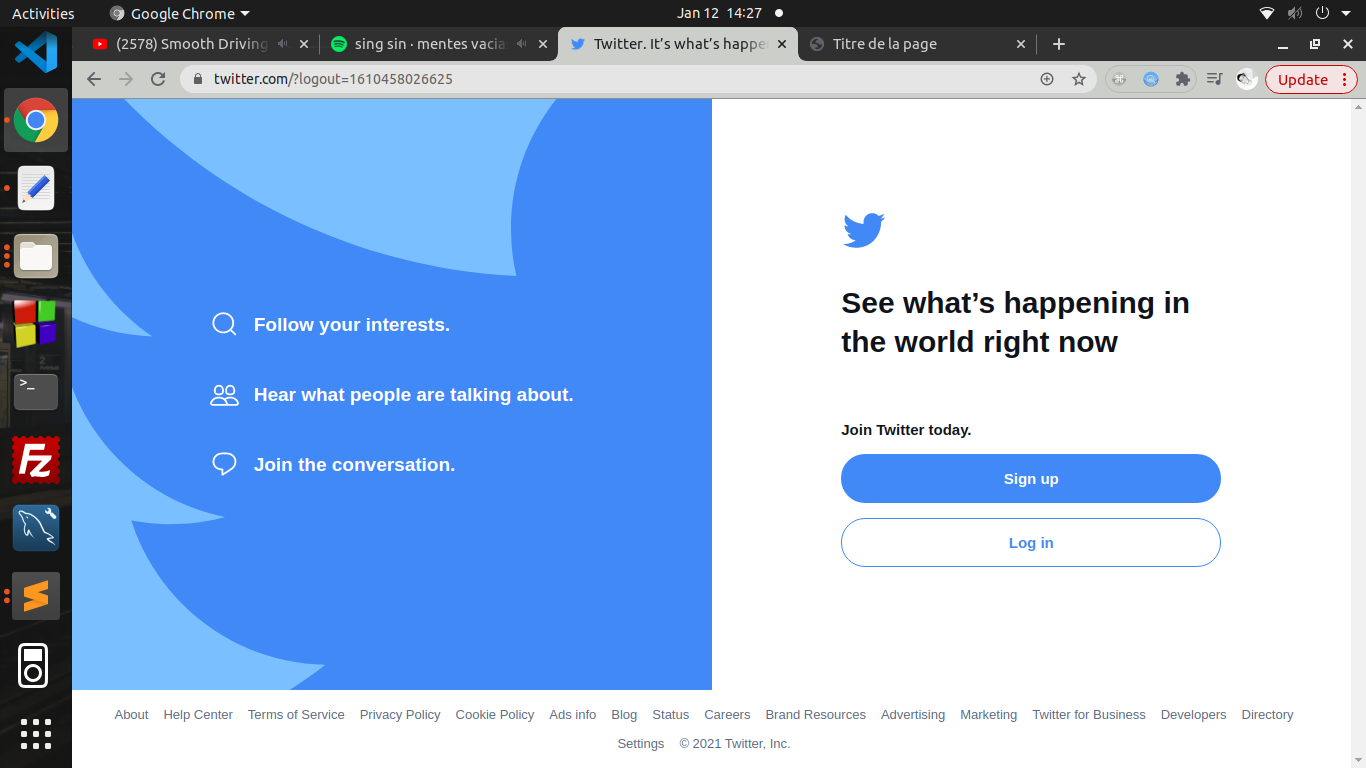 Activities Google Chrome Jan 12 14:27
(2578) Smooth Driving sing sin · mentes vacia Twitter. It’s what’s happe Titre de la page
twitter.com/?logout=1610458026625 Update
Follow your interests.
Hear what people are talking about.
Join the conversation.
See what’s happening in
the world right now
Join Twitter today.
Sign up
Log in
>_
Fz
About Help Center Terms of Service Privacy Policy Cookie Policy Ads info Blog Status Careers Brand Resources Advertising Marketing Twitter for Business Developers Directory
Settings © 2021 Twitter, Inc.